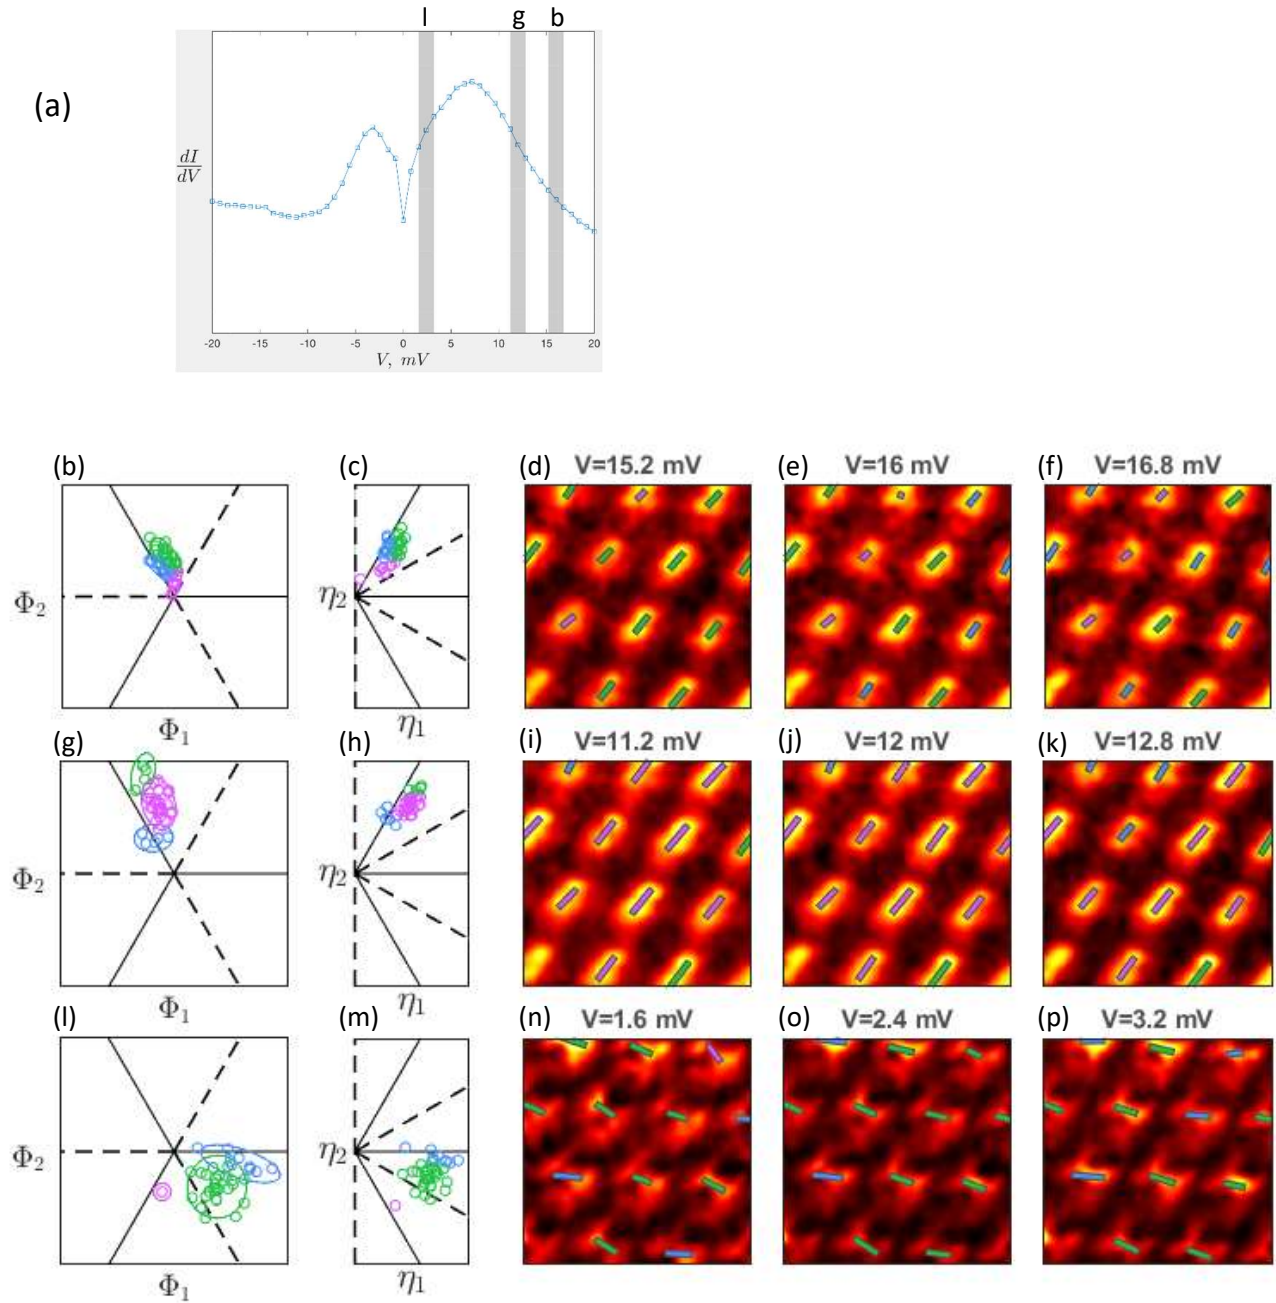 l g b
(a)
dI
dV
-20 -15 -10 -5 0 5 10 15 20
V, mV
(b) (c) (d) V=15.2 mV (e) V=16 mV (f) V=16.8 mV
Φ2 η2
Φ1 η1
(g) (h) (i) V=11.2 mV (j) V=12 mV (k) V=12.8 mV
Φ2 η2
Φ1 η1
(l) (m) (n) V=1.6 mV (o) V=2.4 mV (p) V=3.2 mV
Φ2 η2
Φ1 η1